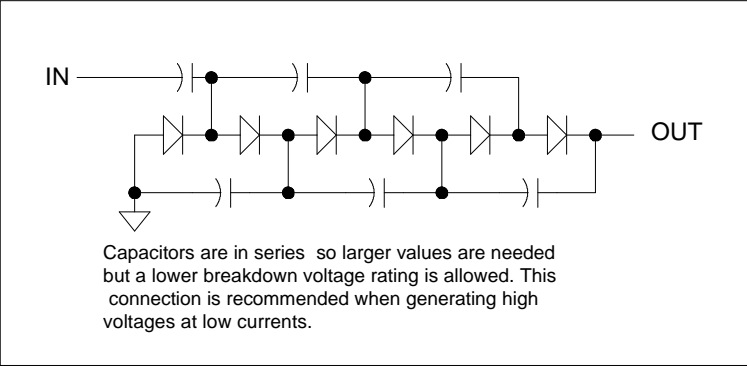 IN
OUT
Capacitors are in series  so larger values are needed
but a lower breakdown voltage rating is allowed. This
connection is recommended when generating high
voltages at low currents.